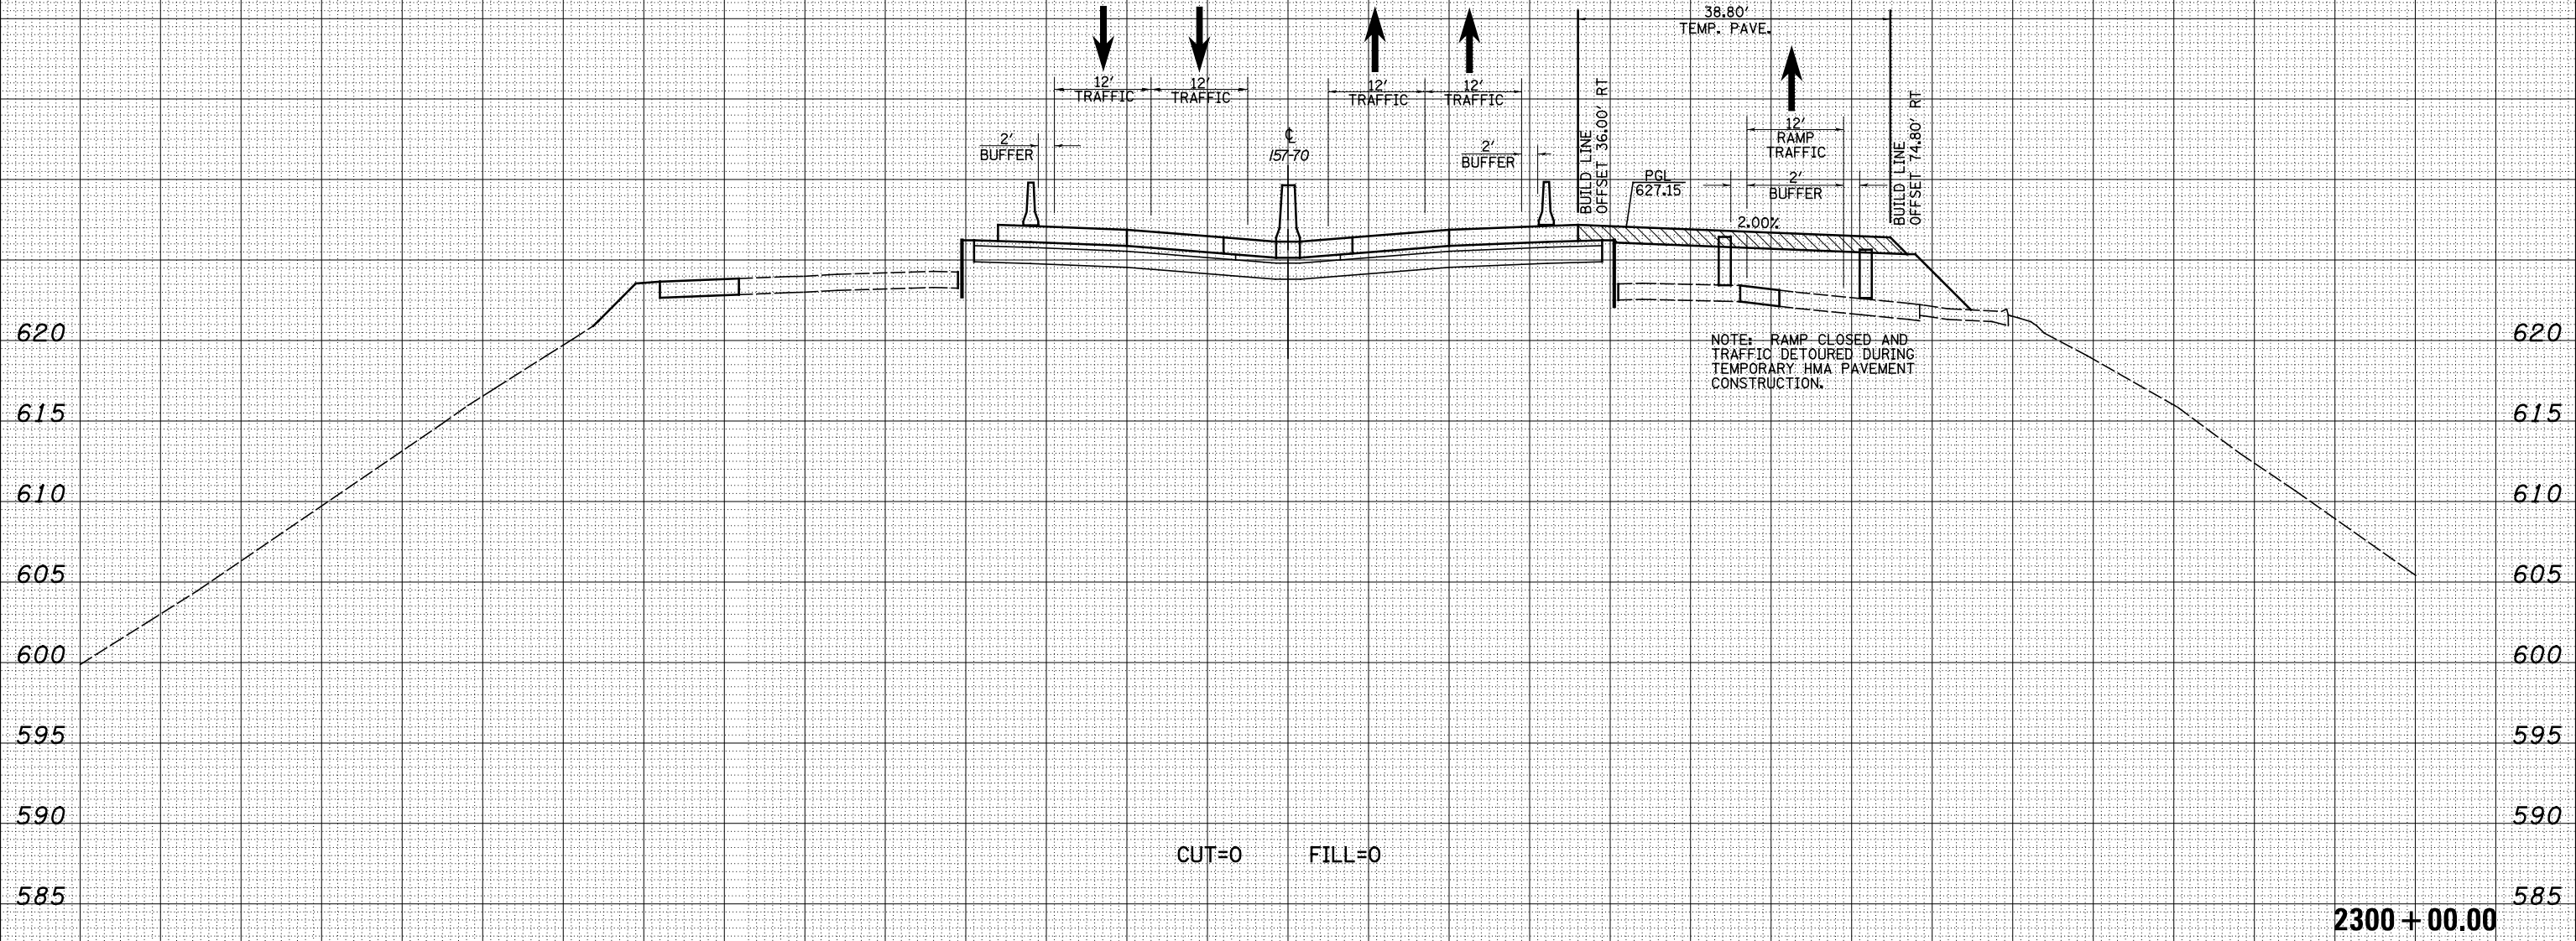 38.80'
TEMP. PAVE.
12'
TRAFFIC
12'
TRAFFIC
12'
TRAFFIC
12'
TRAFFIC
BUILD LINE
OFFSET 36.00' RT
BUILD LINE
OFFSET 74.80' RT
2'
BUFFER
℄
I57-70
2'
BUFFER
12'
RAMP
TRAFFIC
PGL
627.15
2'
BUFFER
2.00%
NOTE: RAMP CLOSED AND
TRAFFIC DETOURED DURING
TEMPORARY HMA PAVEMENT
CONSTRUCTION.
620 620
615 615
610 610
605 605
600 600
595 595
590 590
CUT=0 FILL=0
585 585
2300+00.00